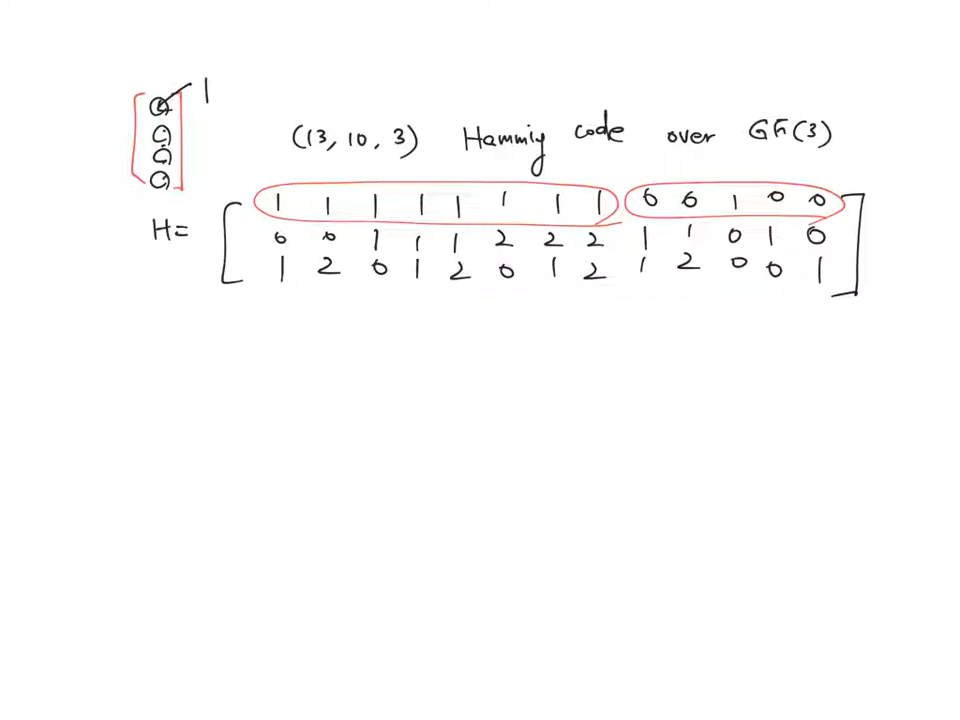 1
(13, 10, 3) Hammiy code over GF(3)
1 1 1 1 1 1 1 1 0 0 1 0 0
H= [ 0 0 1 1 1 2 2 2 1 1 0 1 0 ]
1 2 0 1 2 0 1 2 1 2 0 0 1